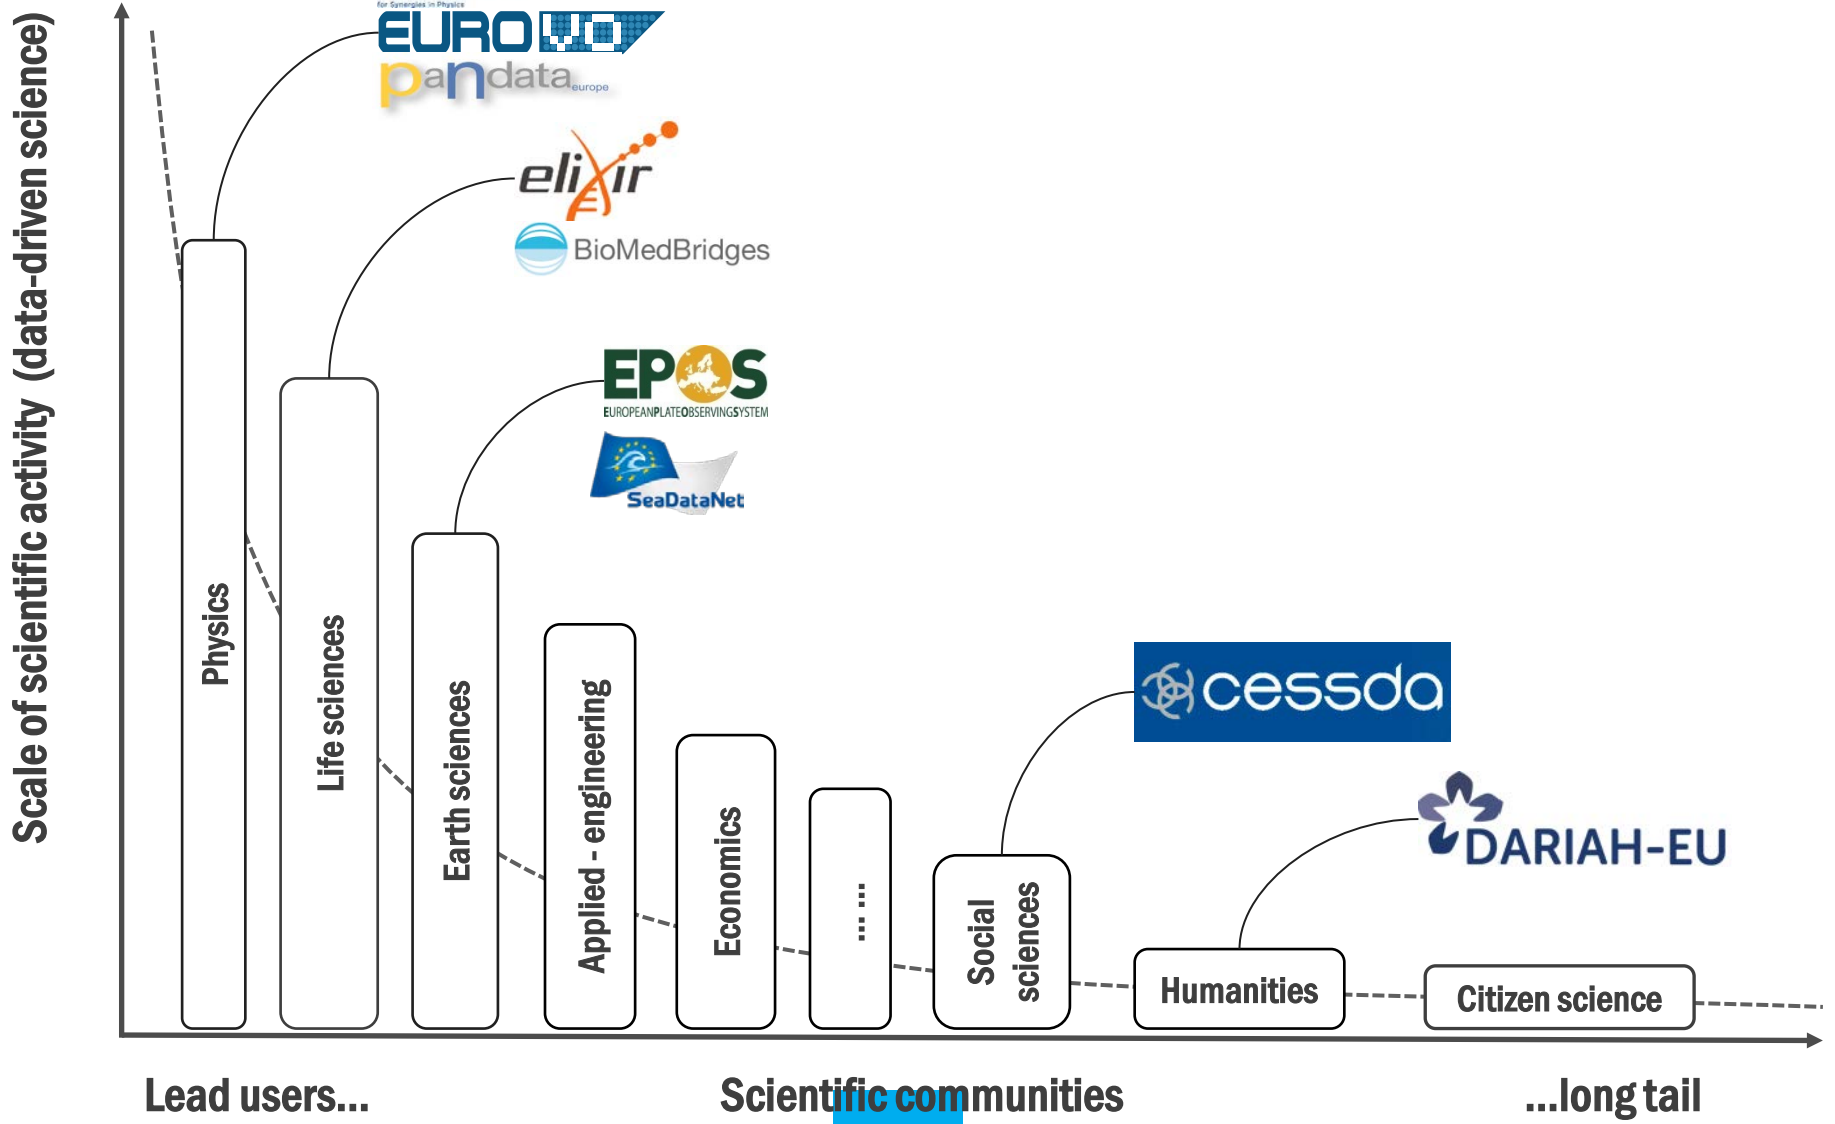 Scale of scientific activity (data-driven science)
for Synergies in Physics
EURO VO
pandata europe
elixir
BioMedBridges
EPOS
EUROPEANPLATEOBSERVINGSYSTEM
SeaDataNet
cessda
DARIAH-EU
Physics
Life sciences
Earth sciences
Applied - engineering
Economics
... ...
Social
sciences
Humanities
Citizen science
Lead users...
Scientific communities
...long tail